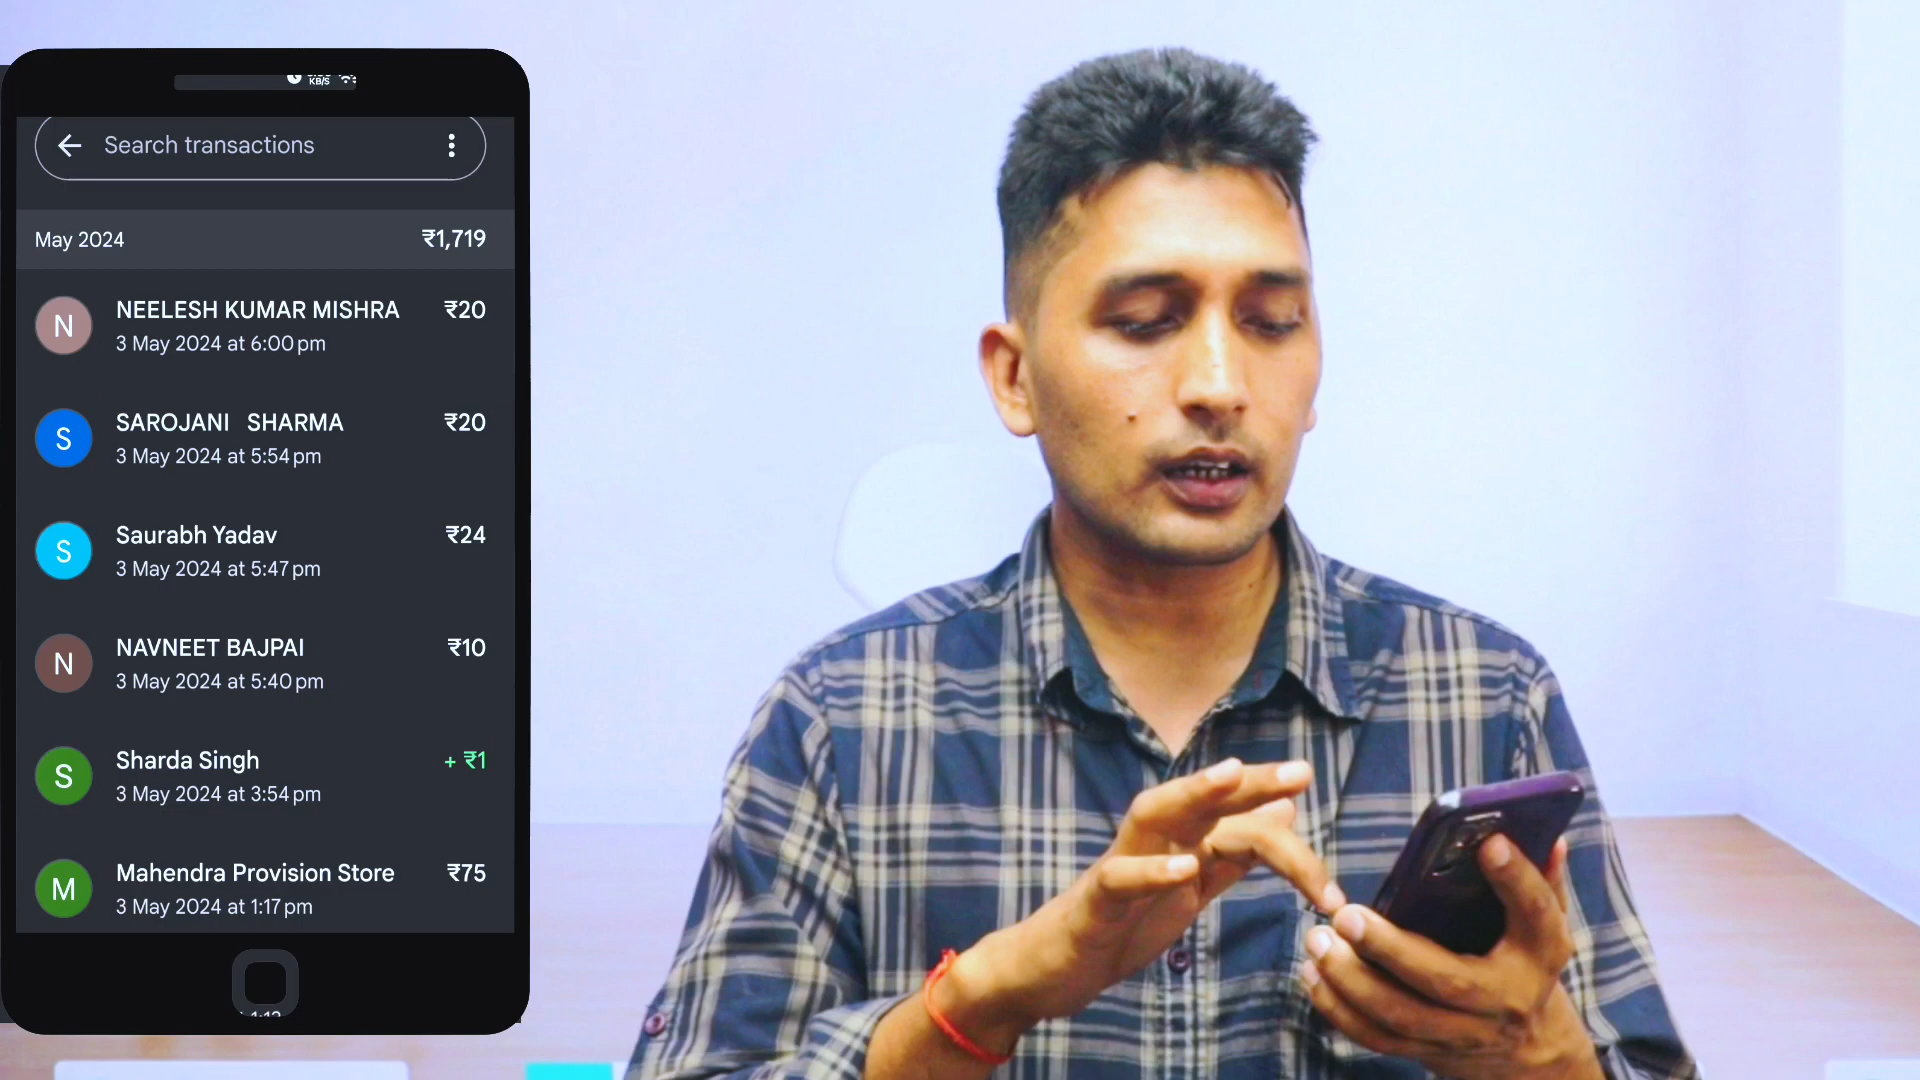 KB/S
Search transactions
May 2024 ₹1,719
NEELESH KUMAR MISHRA ₹20
3 May 2024 at 6:00 pm
SAROJANI SHARMA ₹20
3 May 2024 at 5:54 pm
Saurabh Yadav ₹24
3 May 2024 at 5:47 pm
NAVNEET BAJPAI ₹10
3 May 2024 at 5:40 pm
Sharda Singh + ₹1
3 May 2024 at 3:54 pm
Mahendra Provision Store ₹75
3 May 2024 at 1:17 pm
N
S
S
N
S
M